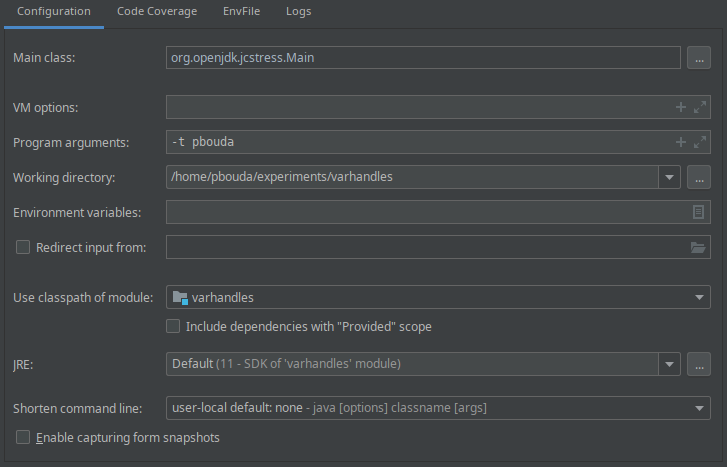 Configuration Code Coverage EnvFile Logs
Main class: org.openjdk.jcstress.Main ...
VM options:
Program arguments: -t pbouda
Working directory: /home/pbouda/experiments/varhandles ...
Environment variables:
Redirect input from:
Use classpath of module: varhandles
Include dependencies with "Provided" scope
JRE: Default (11 - SDK of 'varhandles' module) ...
Shorten command line: user-local default: none - java [options] classname [args]
Enable capturing form snapshots